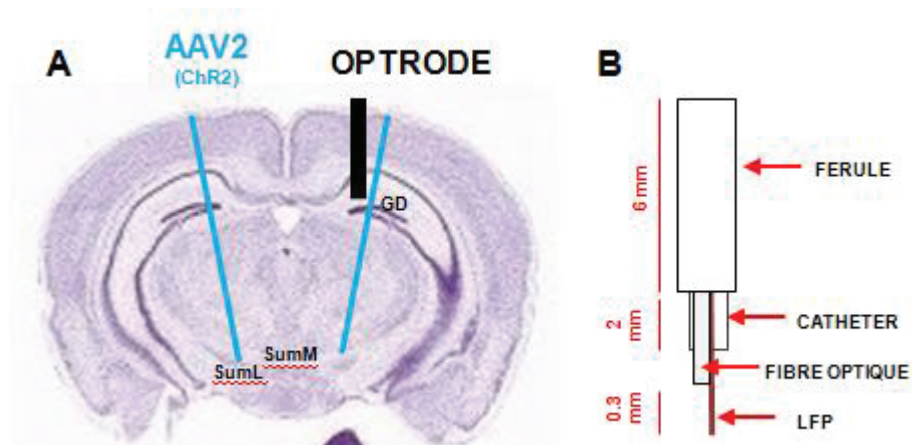 A
AAV2
(ChR2)
OPTRODE
GD
SumM
SumL
B
6 mm
FERULE
2 mm
CATHETER
FIBRE OPTIQUE
0.3 mm
LFP